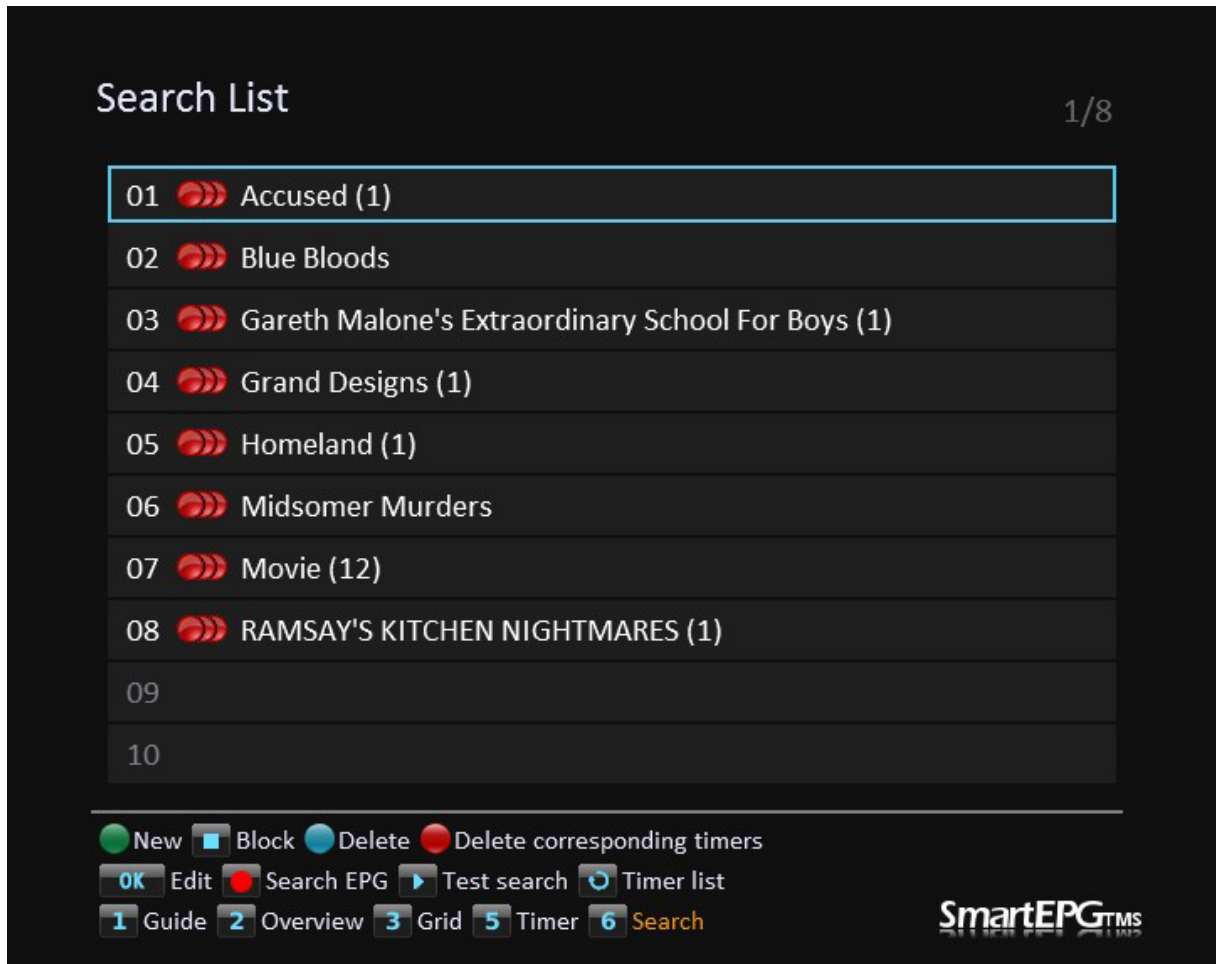 Search List
1/8
01 Accused (1)
02 Blue Bloods
03 Gareth Malone's Extraordinary School For Boys (1)
04 Grand Designs (1)
05 Homeland (1)
06 Midsomer Murders
07 Movie (12)
08 RAMSAY'S KITCHEN NIGHTMARES (1)
09
10
New Block Delete Delete corresponding timers
OK Edit Search EPG Test search Timer list
1 Guide 2 Overview 3 Grid 5 Timer 6 Search
SmartEPG TMS